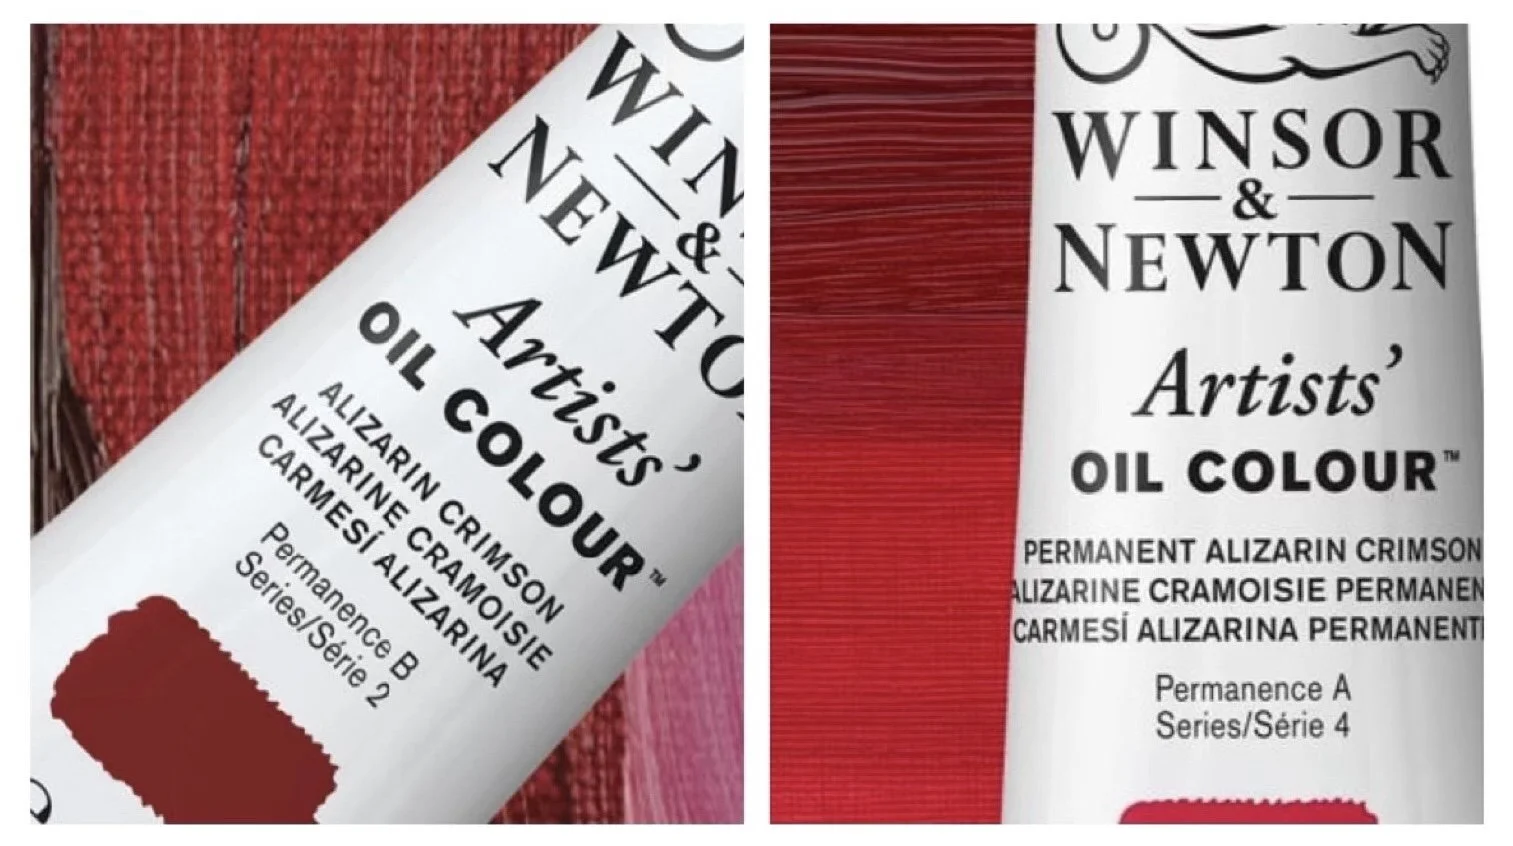 WIN
&
NEWTO
Artists'
OIL COLOUR™
ALIZARIN CRIMSON
ALIZARINE CRAMOISIE
CARMESÍ ALIZARINA
Permanence B
Series/Série 2
WINSOR
&
NEWTON
Artists'
OIL COLOUR™
PERMANENT ALIZARIN CRIMSON
ALIZARINE CRAMOISIE PERMANEN
CARMESÍ ALIZARINA PERMANENT
Permanence A
Series/Série 4